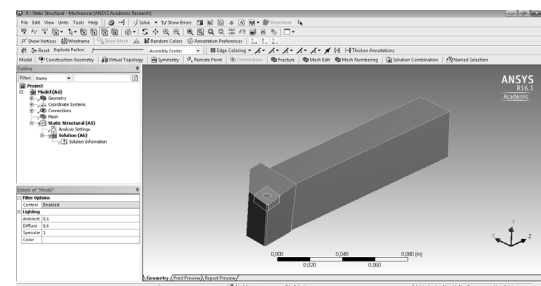 A : Static Structural - Mechanical [ANSYS Academic Research]
File Edit View Units Tools Help Solve ?/ Show Errors Worksheet
Show Vertices Wireframe Show Mesh Random Colors Annotation Preferences
Reset Explode Factor: Assembly Center Edge Coloring Thicken Annotations
Model Construction Geometry Virtual Topology Symmetry Remote Point Connections Fracture Mesh Edit Mesh Numbering Solution Combination Named Selection
Outline
Filter: Name
Project
Model (A4)
Geometry
Coordinate Systems
Connections
Mesh
Static Structural (A5)
Analysis Settings
Solution (A6)
Solution Information
ANSYS
R16.1
Academic
Details of "Model"
Filter Options
Control Enabled
Lighting
Ambient 0,1
Diffuse 0,6
Specular 1
Color
0,000 0,040 0,080 (m)
0,020 0,060
Z
Geometry Print Preview Report Preview